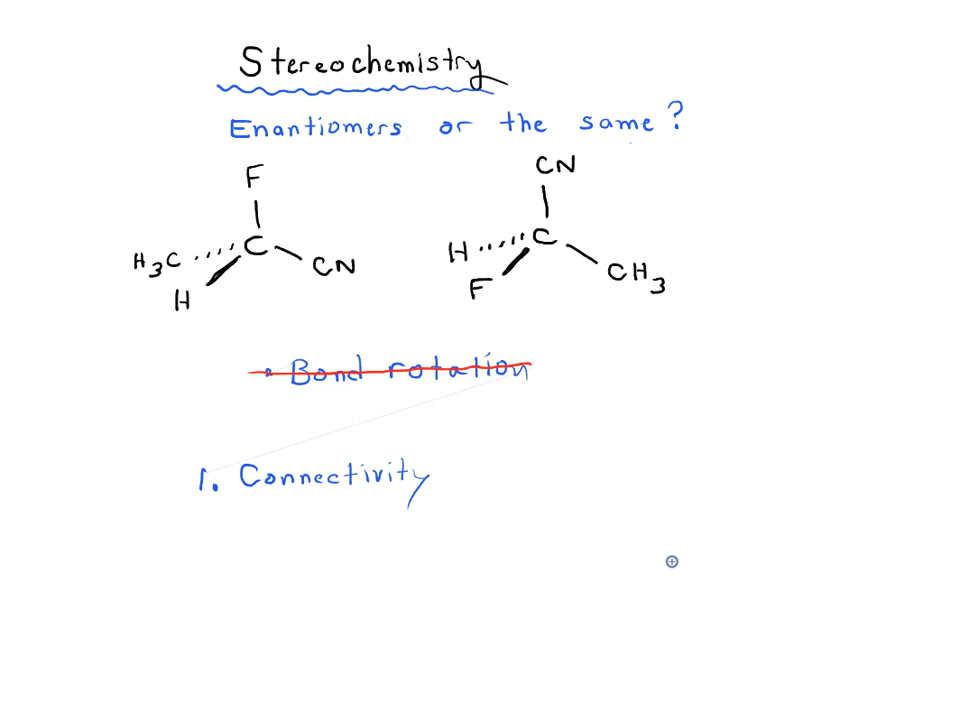 Stereochemistry
Enantiomers or the same?
F
H3C C CN
H
CN
H C CH3
F
• Bond rotation
1. Connectivity